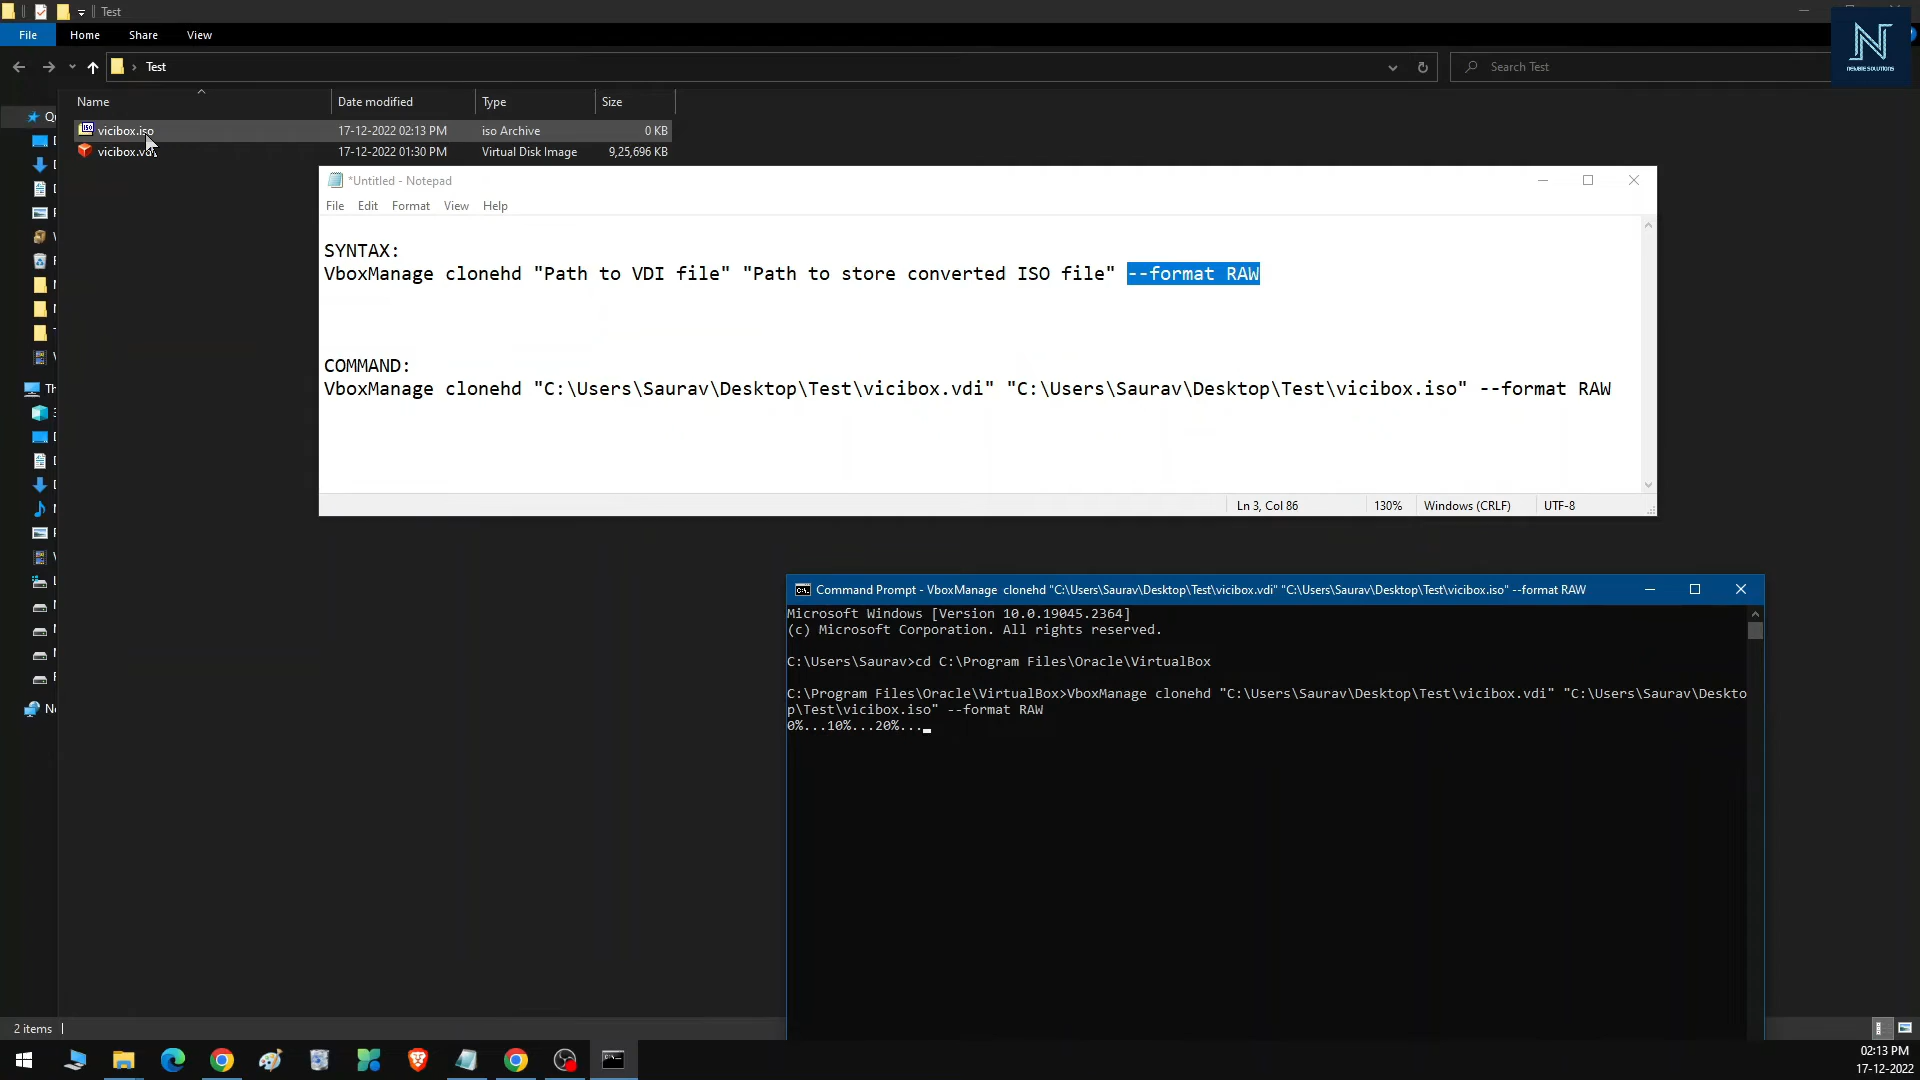 Test
File Home Share View
Test
Search Test
NEWBIE SOLUTIONS
Name Date modified Type Size
vicibox.iso 17-12-2022 02:13 PM iso Archive 0 KB
vicibox.vdi 17-12-2022 01:30 PM Virtual Disk Image 9,25,696 KB
*Untitled - Notepad
File Edit Format View Help
SYNTAX:
VboxManage clonehd "Path to VDI file" "Path to store converted ISO file" --format RAW
COMMAND:
VboxManage clonehd "C:\Users\Saurav\Desktop\Test\vicibox.vdi" "C:\Users\Saurav\Desktop\Test\vicibox.iso" --format RAW
Ln 3, Col 86 130% Windows (CRLF) UTF-8
Command Prompt - VboxManage clonehd "C:\Users\Saurav\Desktop\Test\vicibox.vdi" "C:\Users\Saurav\Desktop\Test\vicibox.iso" --format RAW
Microsoft Windows [Version 10.0.19045.2364]
(c) Microsoft Corporation. All rights reserved.
C:\Users\Saurav>cd C:\Program Files\Oracle\VirtualBox
C:\Program Files\Oracle\VirtualBox>VboxManage clonehd "C:\Users\Saurav\Desktop\Test\vicibox.vdi" "C:\Users\Saurav\Deskto
p\Test\vicibox.iso" --format RAW
0%...10%...20%...
2 items
02:13 PM
17-12-2022